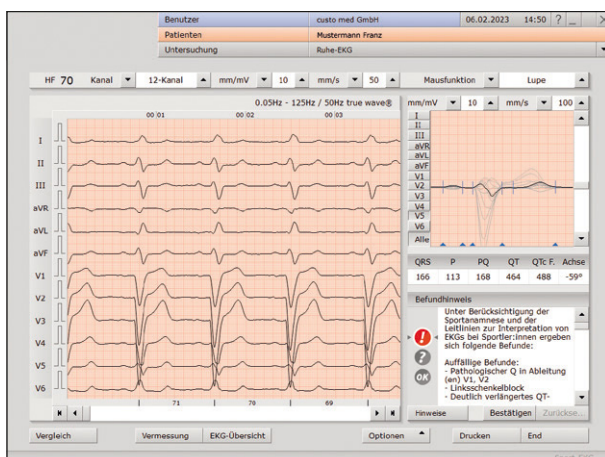 Benutzer custo med GmbH 06.02.2023 14:50 ? _ X
Patienten Mustermann Franz
Untersuchung Ruhe-EKG
HF 70 Kanal 12-Kanal mm/mV 10 mm/s 50 Mausfunktion Lupe
0.05Hz - 125Hz / 50Hz true wave® mm/mV 10 mm/s 100
00:01 00:02 00:03
I
II
III
aVR
aVL
aVF
V1
V2
V3
V4
V5
V6
71 70 69
I
II
III
aVR
aVL
aVF
V1
V2
V3
V4
V5
V6
Alle
QRS P PQ QT QTc F. Achse
166 113 168 464 488 -59°
Befundhinweis
Unter Berücksichtigung der
Sportanamnese und der
Leitlinien zur Interpretation von
EKGs bei Sportler:innen ergeben
sich folgende Befunde:
Auffällige Befunde:
- Pathologischer Q in Ableitung
(en) V1, V2
- Linksschenkelblock
- Deutlich verlängertes QT-
!
?
OK
Hinweise Bestätigen Zurückse...
Vergleich Vermessung EKG-Übersicht Optionen Drucken End